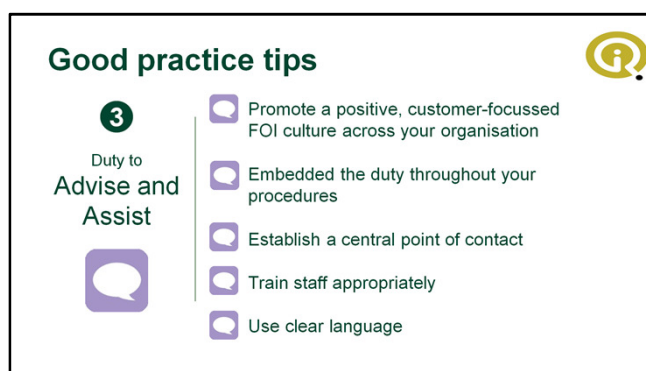 Good practice tips
3
Duty to
Advise and
Assist
Promote a positive, customer-focussed
FOI culture across your organisation
Embedded the duty throughout your
procedures
Establish a central point of contact
Train staff appropriately
Use clear language